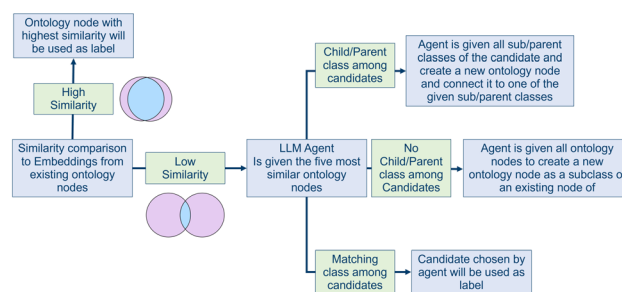 Ontology node with
highest similarity will
be used as label
High
Similarity
Similarity comparison
to Embeddings from
existing ontology
nodes
Low
Similarity
LLM Agent
Is given the five most
similar ontology
nodes
Child/Parent
class among
candidates
Agent is given all sub/parent
classes of the candidate and
create a new ontology node
and connect it to one of the
given sub/parent classes
No
Child/Parent
class among
Candidates
Agent is given all ontology
nodes to create a new
ontology node as a subclass o
an existing node of
Matching
class among
candidates
Candidate chosen by
agent will be used as
label